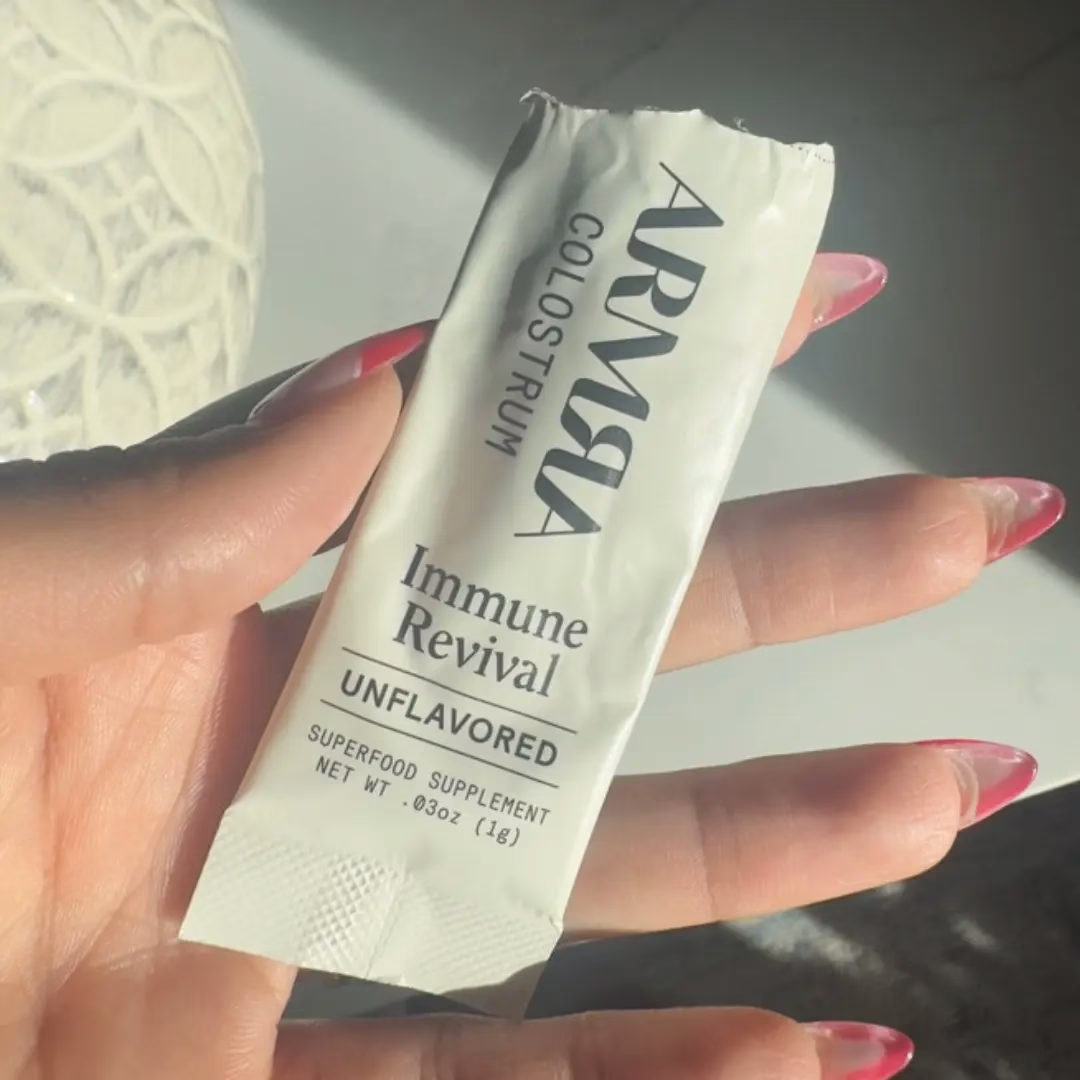 ARMRA
COLOSTRUM
Immune
Revival
UNFLAVORED
SUPERFOOD SUPPLEMENT
NET WT .03oz (1g)